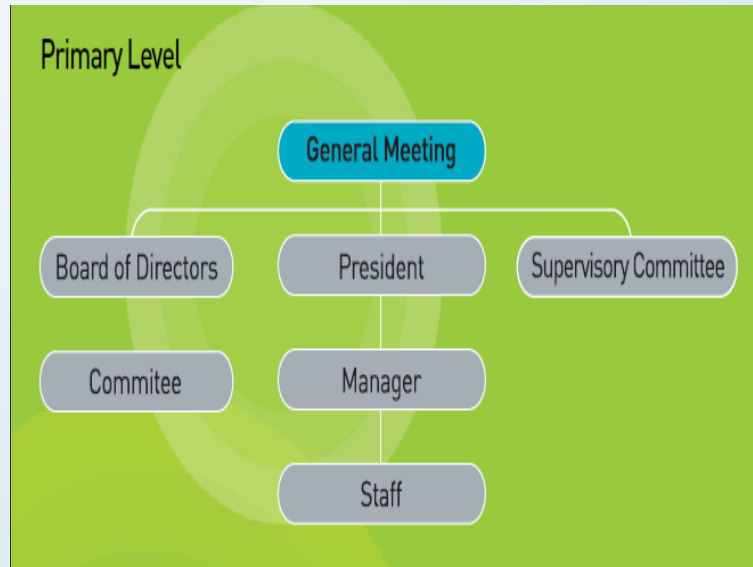 Primary Level
General Meeting
Board of Directors
President
Supervisory Committee
Commitee
Manager
Staff